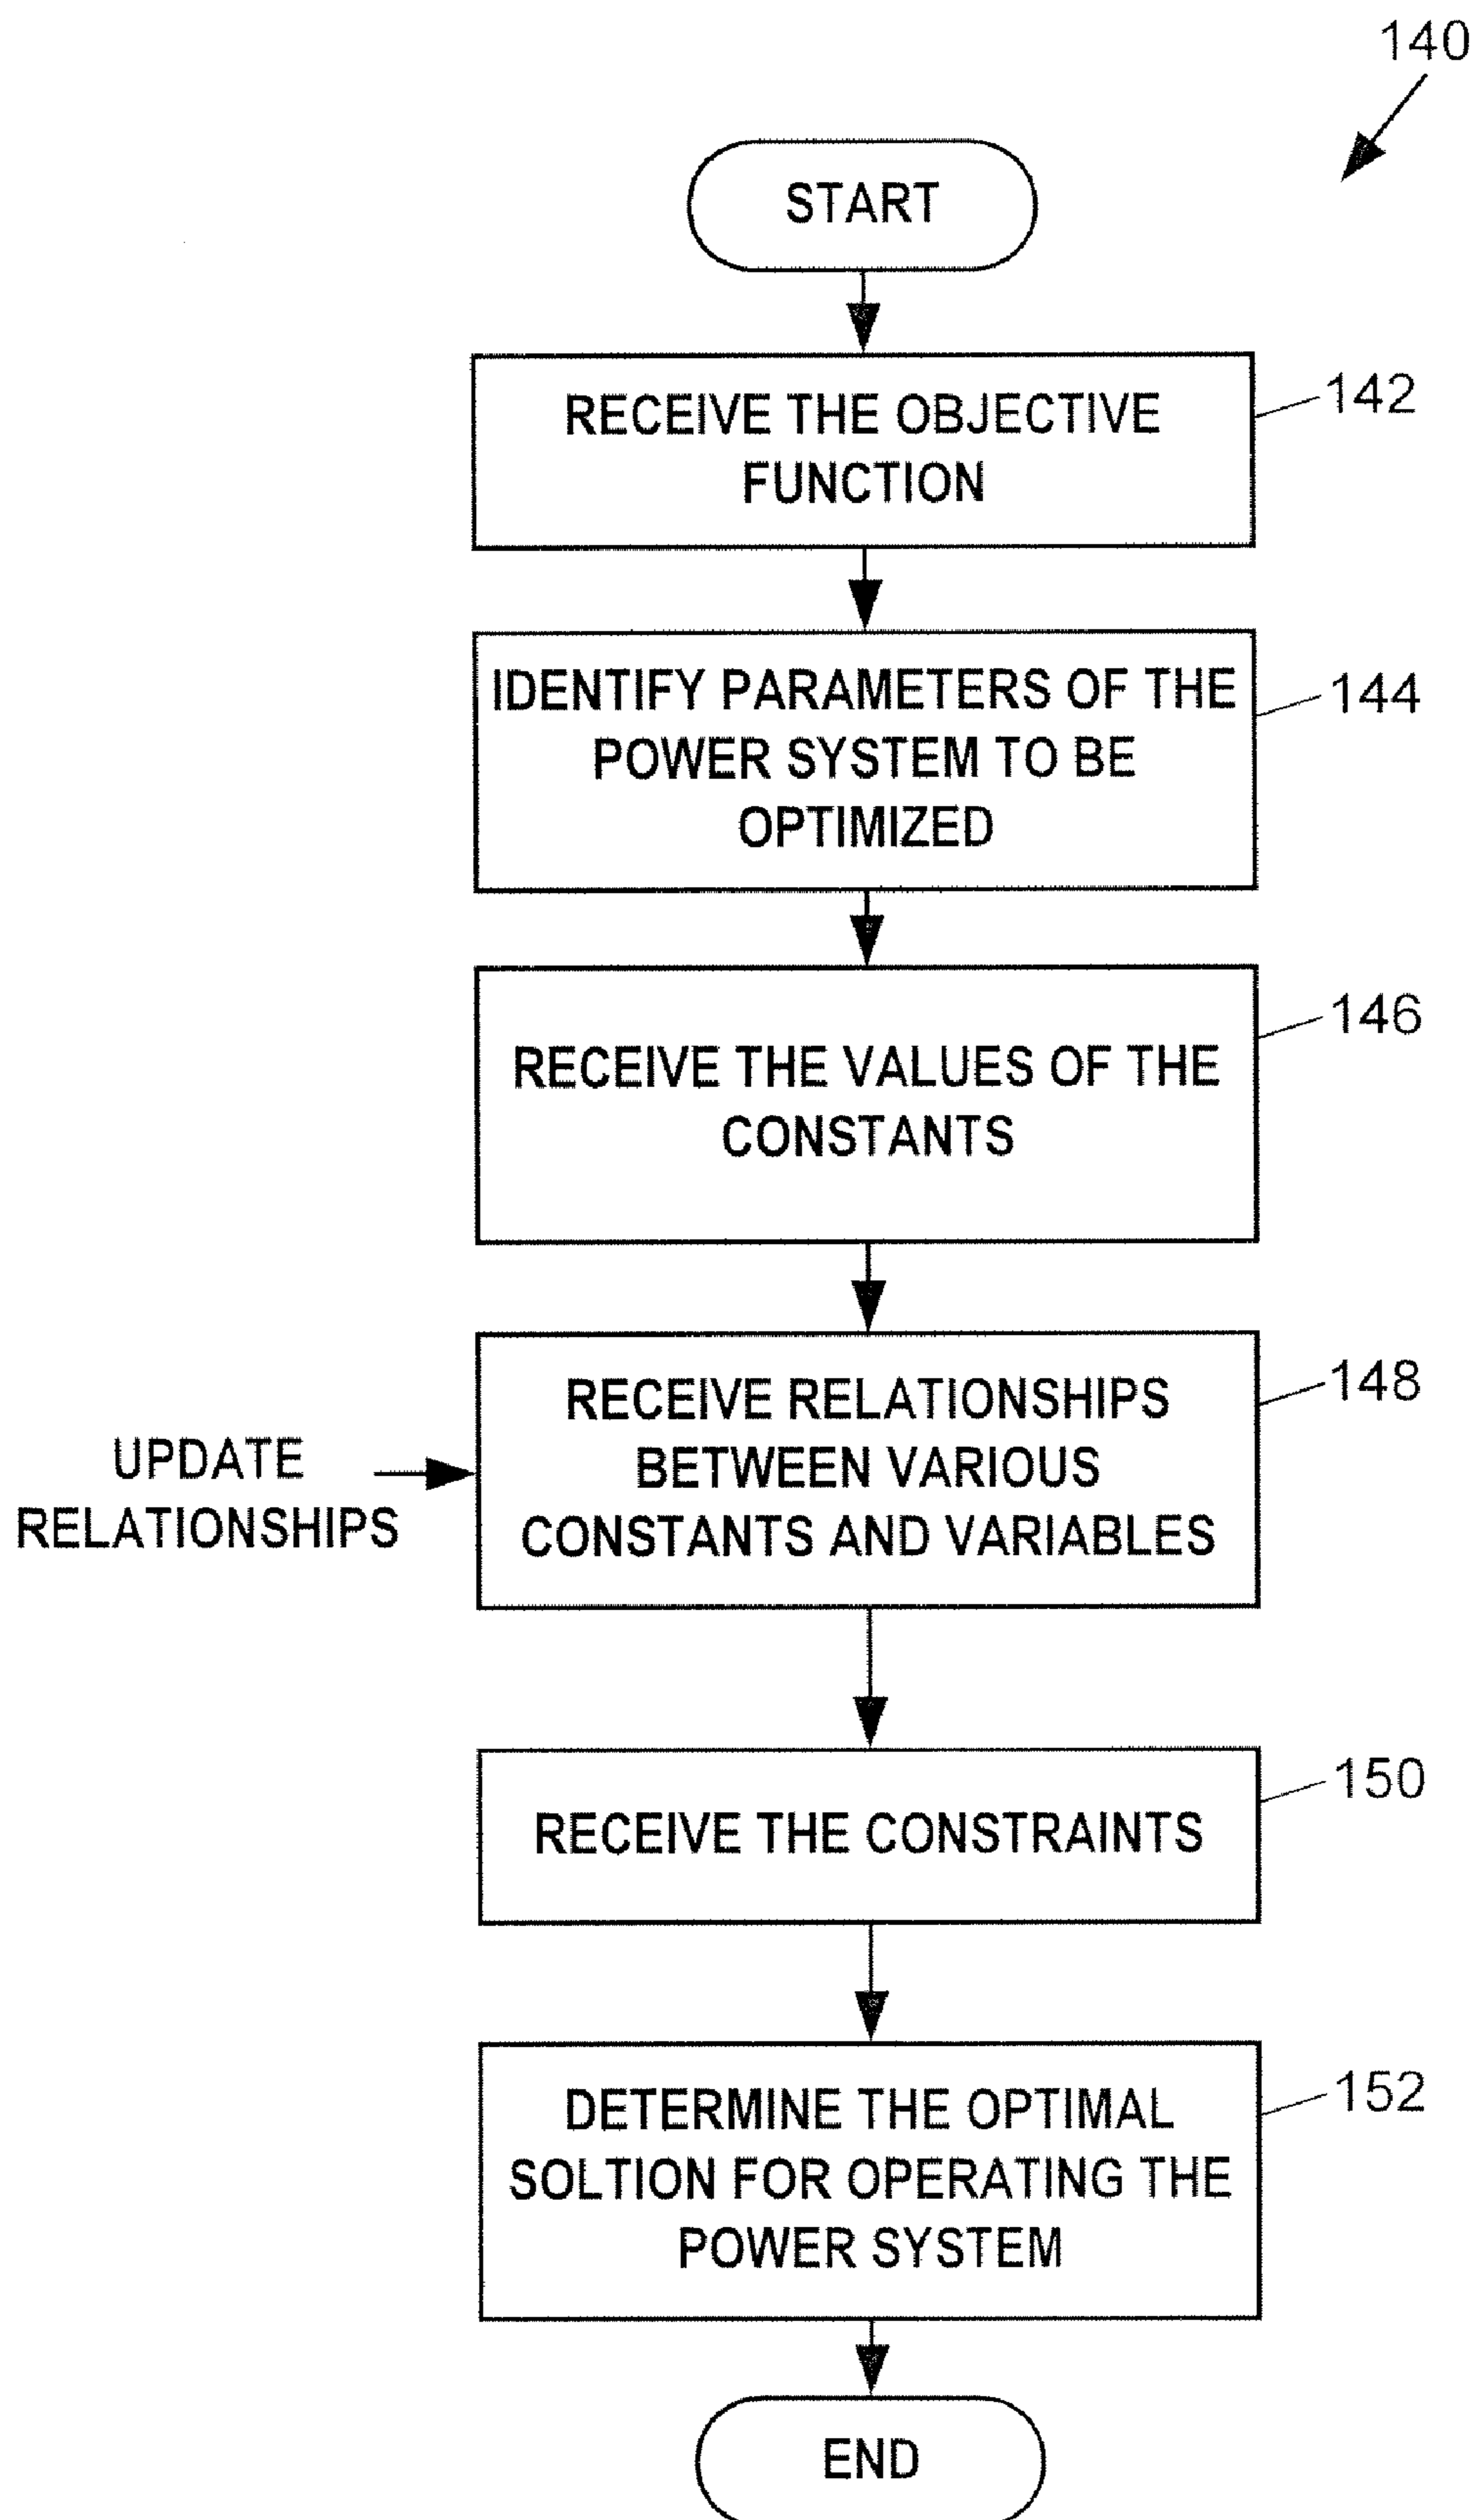 140
START
RECEIVE THE OBJECTIVE
FUNCTION
142
IDENTIFY PARAMETERS OF THE
POWER SYSTEM TO BE
OPTIMIZED
144
RECEIVE THE VALUES OF THE
CONSTANTS
146
RECEIVE RELATIONSHIPS
BETWEEN VARIOUS
CONSTANTS AND VARIABLES
148
UPDATE
RELATIONSHIPS
RECEIVE THE CONSTRAINTS
150
DETERMINE THE OPTIMAL
SOLTION FOR OPERATING THE
POWER SYSTEM
152
END